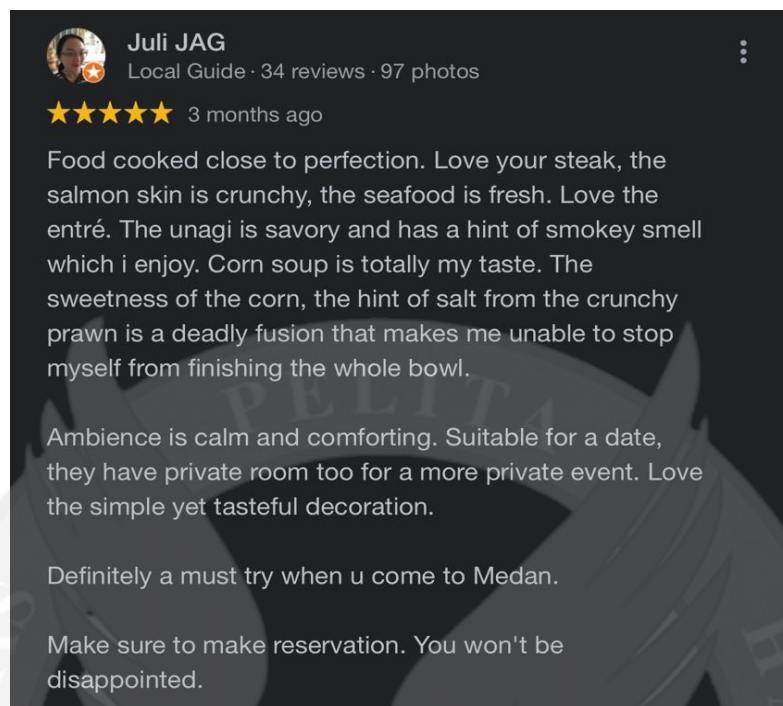 Juli JAG
Local Guide · 34 reviews · 97 photos
3 months ago
Food cooked close to perfection. Love your steak, the
salmon skin is crunchy, the seafood is fresh. Love the
entré. The unagi is savory and has a hint of smokey smell
which i enjoy. Corn soup is totally my taste. The
sweetness of the corn, the hint of salt from the crunchy
prawn is a deadly fusion that makes me unable to stop
myself from finishing the whole bowl.
Ambience is calm and comforting. Suitable for a date,
they have private room too for a more private event. Love
the simple yet tasteful decoration.
Definitely a must try when u come to Medan.
Make sure to make reservation. You won't be
disappointed.
PELITA